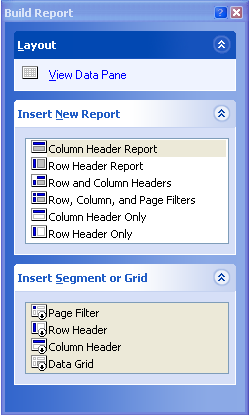 Build Report
Layout
View Data Pane
Insert New Report
Column Header Report
Row Header Report
Row and Column Headers
Row, Column, and Page Filters
Column Header Only
Row Header Only
Insert Segment or Grid
Page Filter
Row Header
Column Header
Data Grid